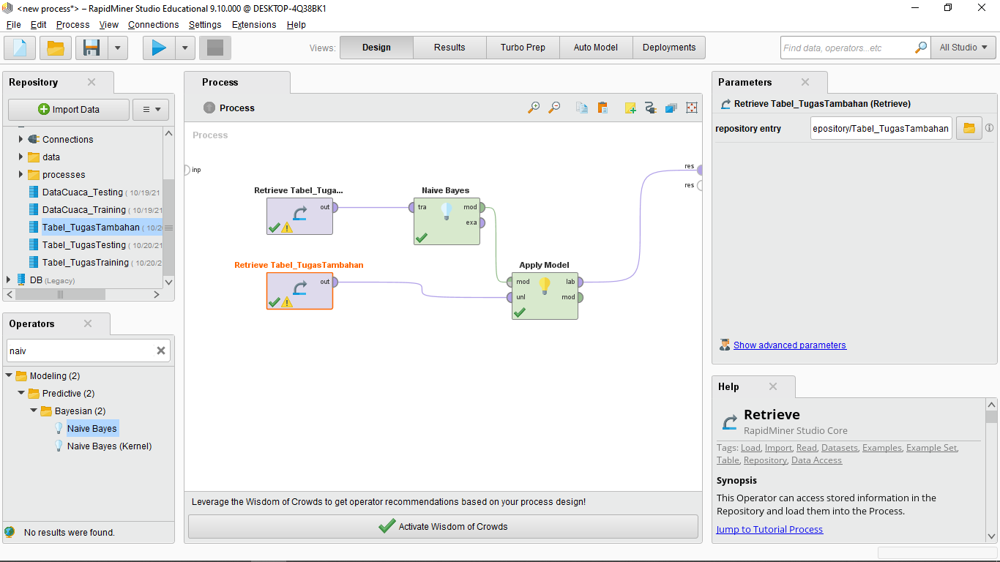 <new process*> – RapidMiner Studio Educational 9.10.000 @ DESKTOP-4Q38BK1
File Edit Process View Connections Settings Extensions Help
Views: Design Results Turbo Prep Auto Model Deployments Find data, operators...etc All Studio
Repository
Import Data
Connections
data
processes
DataCuaca_Testing ( 10/19/21
DataCuaca_Training ( 10/19/21
Tabel_TugasTambahan ( 10/2
Tabel_TugasTesting ( 10/20/21
Tabel_TugasTraining ( 10/20/2
DB (Legacy)
Operators
naiv
Modeling (2)
Predictive (2)
Bayesian (2)
Naive Bayes
Naive Bayes (Kernel)
No results were found.
Process
Process
Process
inp
res
res
Retrieve Tabel_Tuga...
out
Naive Bayes
tra mod
exa
Retrieve Tabel_TugasTambahan
out
Apply Model
mod lab
unl mod
Leverage the Wisdom of Crowds to get operator recommendations based on your process design!
Activate Wisdom of Crowds
Parameters
Retrieve Tabel_TugasTambahan (Retrieve)
repository entry epository/Tabel_TugasTambahan
Show advanced parameters
Help
Retrieve
RapidMiner Studio Core
Tags: Load, Import, Read, Datasets, Examples, Example Set,
Table, Repository, Data Access
Synopsis
This Operator can access stored information in the
Repository and load them into the Process.
Jump to Tutorial Process